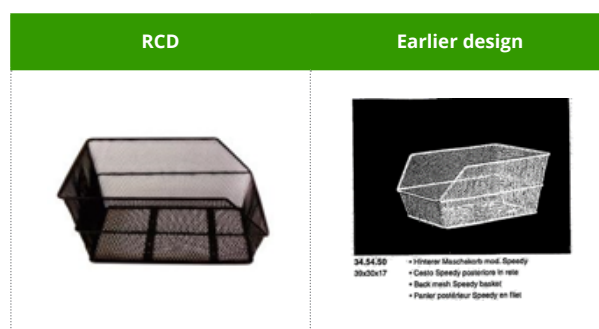 RCD
Earlier design
34.54.50 • Hinterer Maschekorb mod. Speedy
39x30x17 • Cesto Speedy posteriore in rete
• Back mesh Speedy basket
• Panier postérieur Speedy en filet